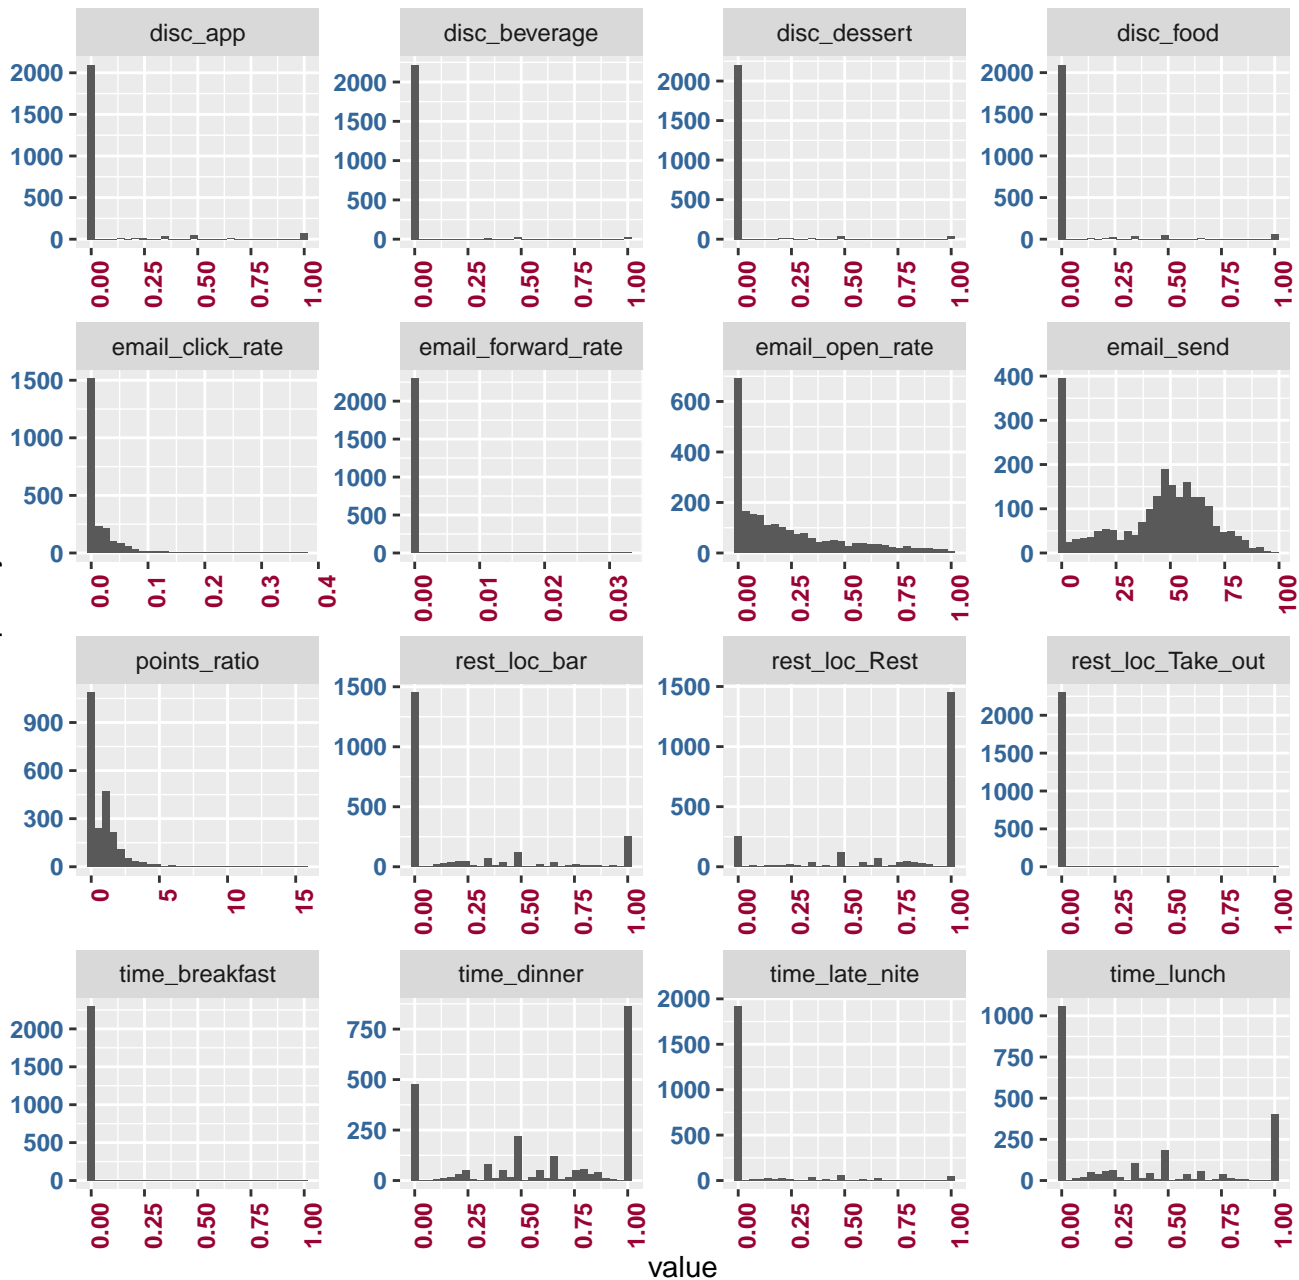 disc_app disc_beverage disc_dessert disc_food
2000 2000 2000 2000
1500 1500 1500 1500
1000 1000 1000 1000
500 500 500 500
0 0 0 0
0.00 0.25 0.50 0.75 1.00 0.00 0.25 0.50 0.75 1.00 0.00 0.25 0.50 0.75 1.00 0.00 0.25 0.50 0.75 1.00
email_click_rate email_forward_rate email_open_rate email_send
1500 2000 600 400
1000 1500 400 300
500 1000 200 200
0 500 0 100
0 0
0.0 0.1 0.2 0.3 0.4 0.00 0.01 0.02 0.03 0.00 0.25 0.50 0.75 1.00 0 25 50 75 100
points_ratio rest_loc_bar rest_loc_Rest rest_loc_Take_out
900 1500 1500 2000
600 1000 1000 1500
300 500 500 1000
0 0 0 500
0
0 5 10 15 0.00 0.25 0.50 0.75 1.00 0.00 0.25 0.50 0.75 1.00 0.00 0.25 0.50 0.75 1.00
time_breakfast time_dinner time_late_nite time_lunch
2000 750 2000 1000
1500 500 1500 750
1000 250 1000 500
500 0 500 250
0 0 0
0.00 0.25 0.50 0.75 1.00 0.00 0.25 0.50 0.75 1.00 0.00 0.25 0.50 0.75 1.00 0.00 0.25 0.50 0.75 1.00
value